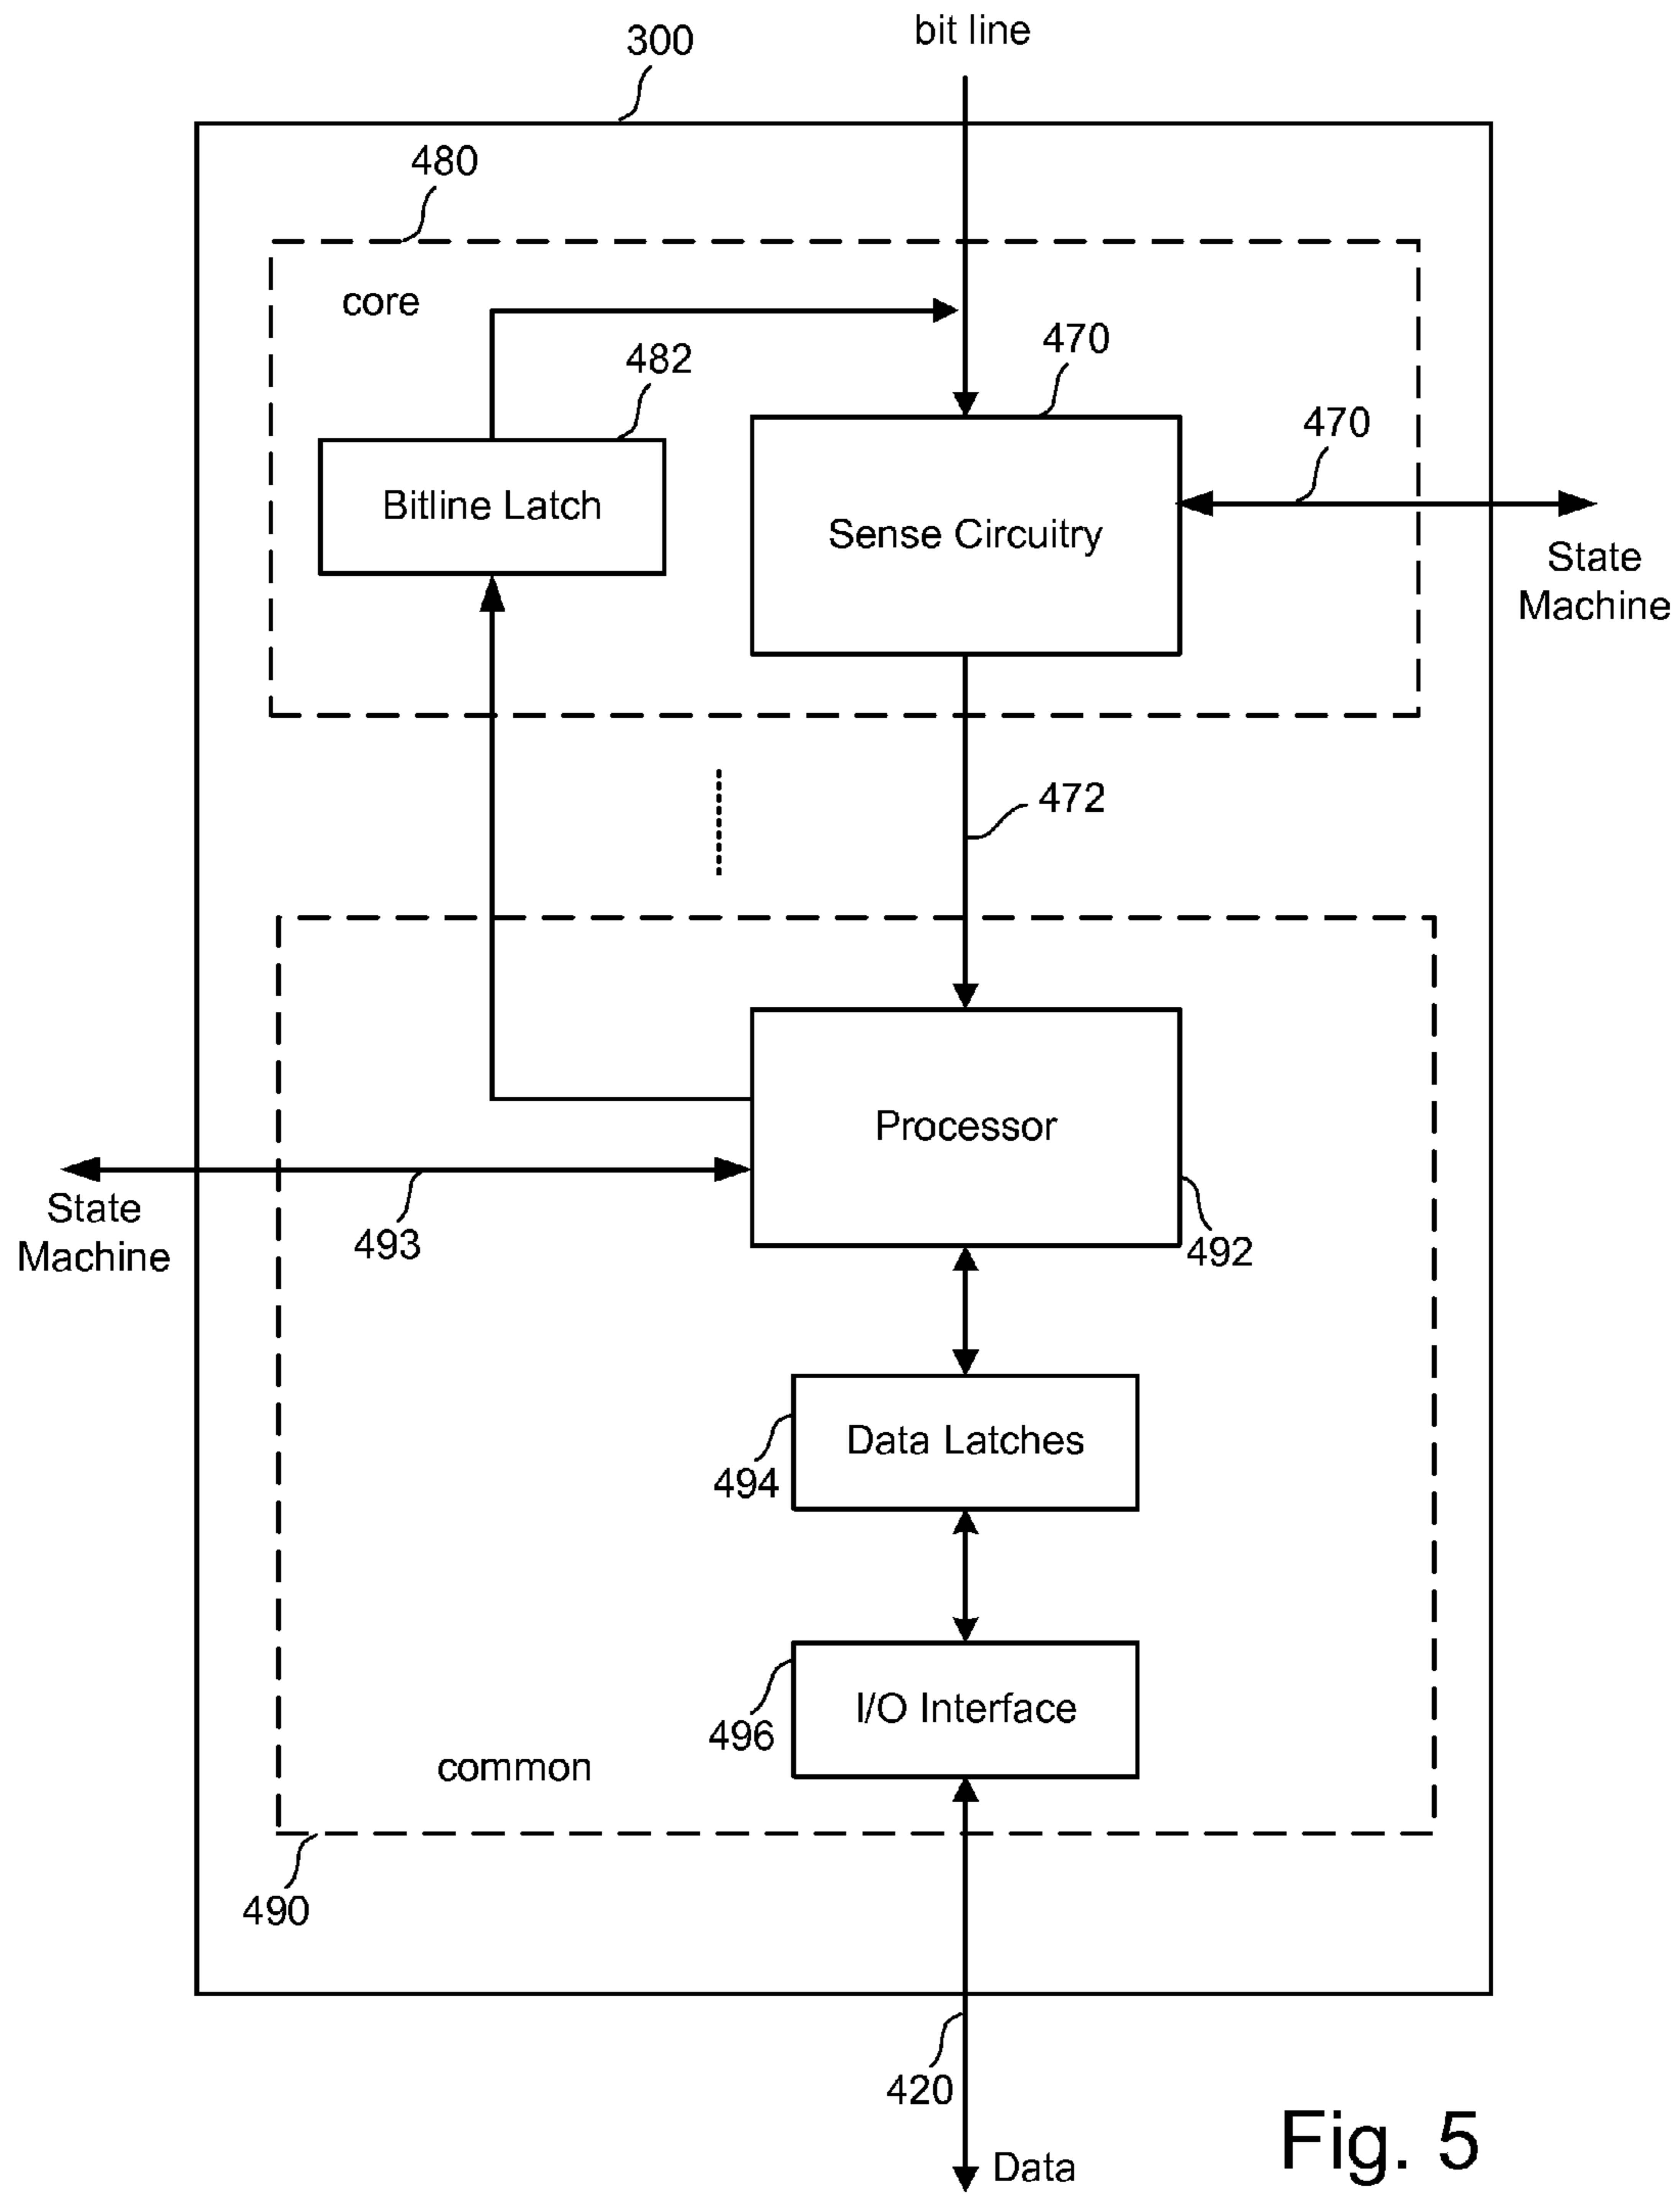 bit line
300
480
core
482
470
470
Bitline Latch
Sense Circuitry
State
Machine
472
Processor
State
Machine
493
492
Data Latches
494
I/O Interface
496
common
490
420
Data
Fig. 5